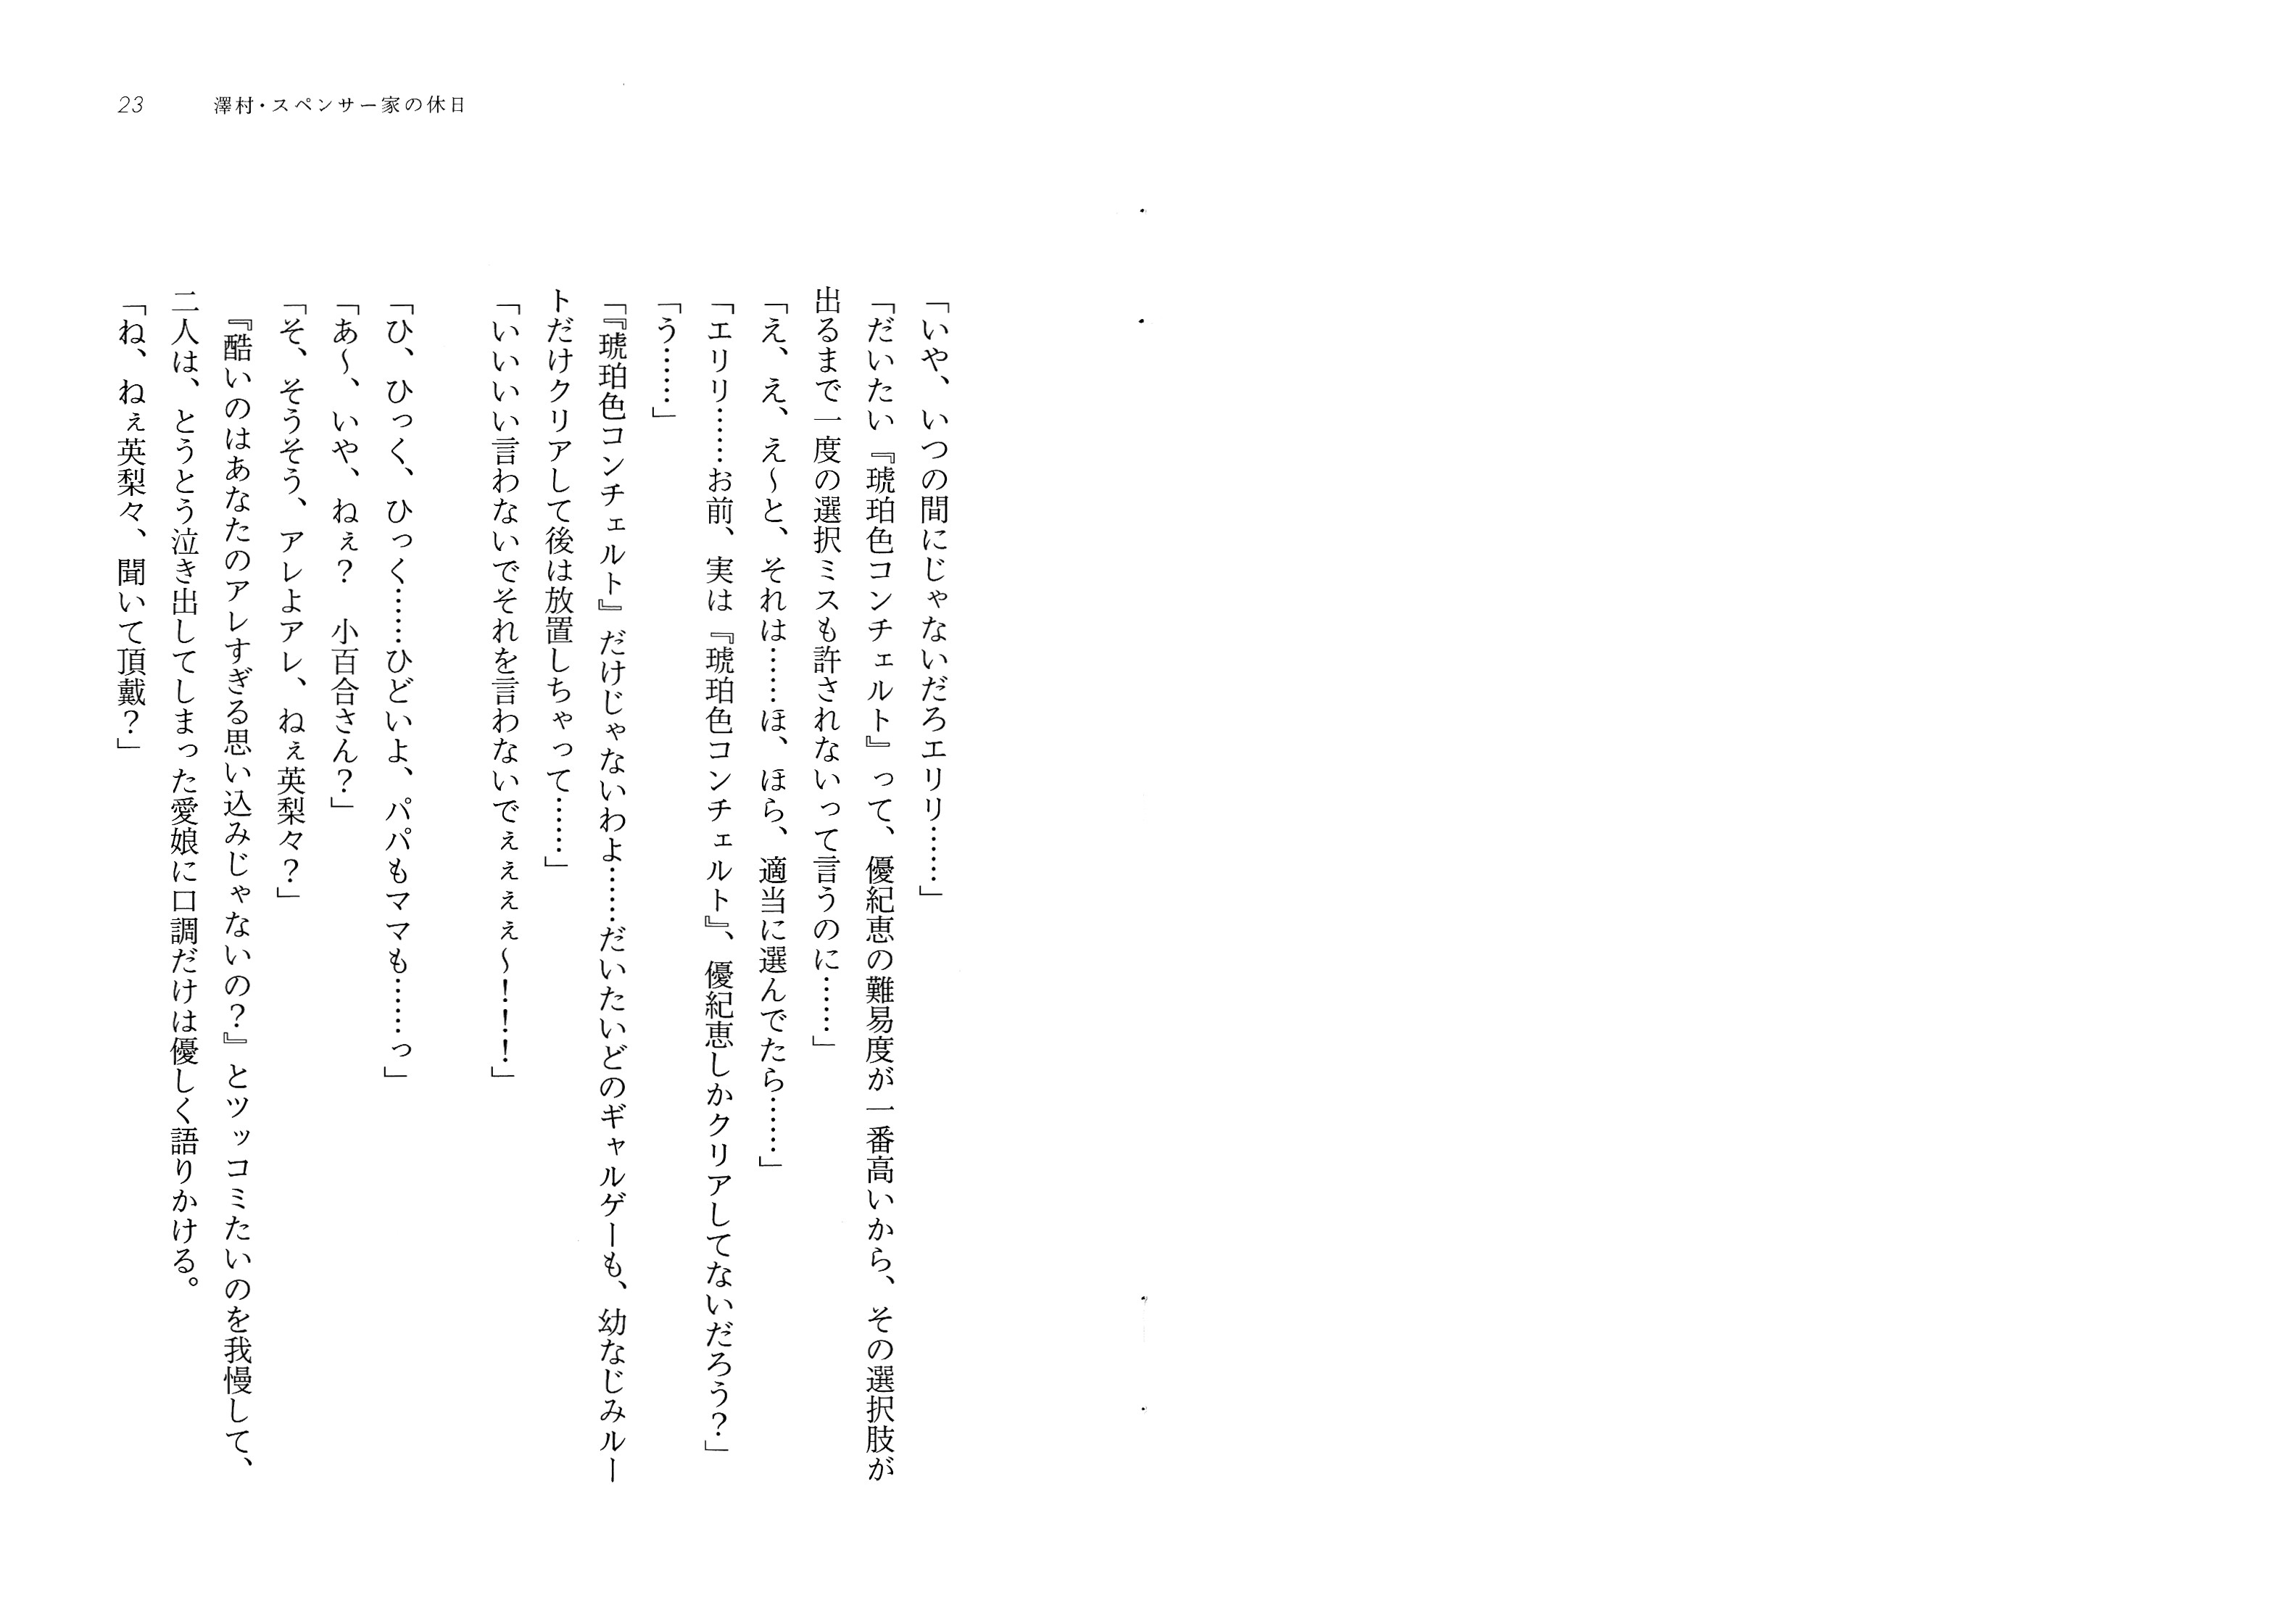 23 澤村・スペンサー家の休日
「いや、いつの間にじゃないだろエリリ……」
「だいたい『琥珀色コンチェルト』って、優紀恵の難易度が一番高いから、その選択肢が
出るまで一度の選択ミスも許されないって言うのに……」
「え、え、え〜と、それは……ほ、ほら、適当に選んでたら……」
「エリリ……お前、実は『琥珀色コンチェルト』、優紀恵しかクリアしてないだろう？」
「う……」
「『琥珀色コンチェルト』だけじゃないわよ……だいたいどのギャルゲーも、幼なじみルー
トだけクリアして後は放置しちゃって……」
「いいいい言わないでそれを言わないでぇぇぇぇ〜！！！」
「ひ、ひっく、ひっく……ひどいよ、パパもママも……っ」
「あ〜、いや、ねぇ？　小百合さん？」
「そ、そうそう、アレよアレ、ねぇ英梨々？」
『酷いのはあなたのアレすぎる思い込みじゃないの？』とツッコミたいのを我慢して、
二人は、とうとう泣き出してしまった愛娘に口調だけは優しく語りかける。
「ね、ねぇ英梨々、聞いて頂戴？」